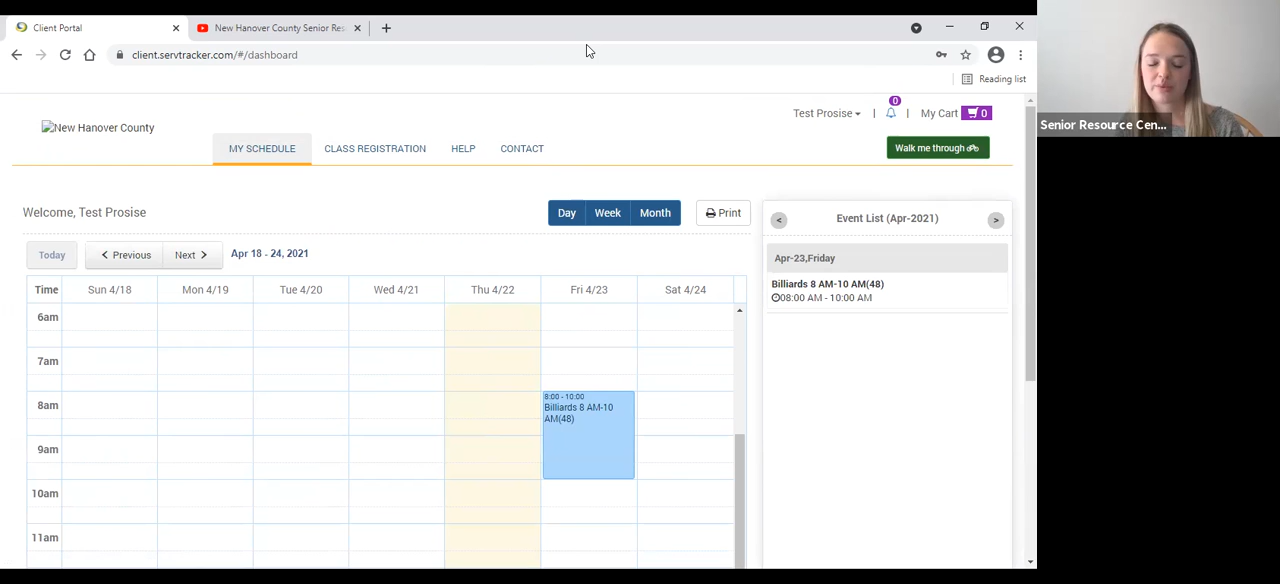 Client Portal
New Hanover County Senior Res
client.servtracker.com/#/dashboard
Reading list
New Hanover County
Test Prosise
0
My Cart 0
MY SCHEDULE
CLASS REGISTRATION
HELP
CONTACT
Walk me through
Senior Resource Cen...
Welcome, Test Prosise
Day
Week
Month
Print
Today
Previous
Next
Apr 18 - 24, 2021
Time
Sun 4/18
Mon 4/19
Tue 4/20
Wed 4/21
Thu 4/22
Fri 4/23
Sat 4/24
6am
7am
8am
9am
10am
11am
8:00 - 10:00
Billiards 8 AM-10
AM(48)
<
Event List (Apr-2021)
>
Apr-23,Friday
Billiards 8 AM-10 AM(48)
08:00 AM - 10:00 AM